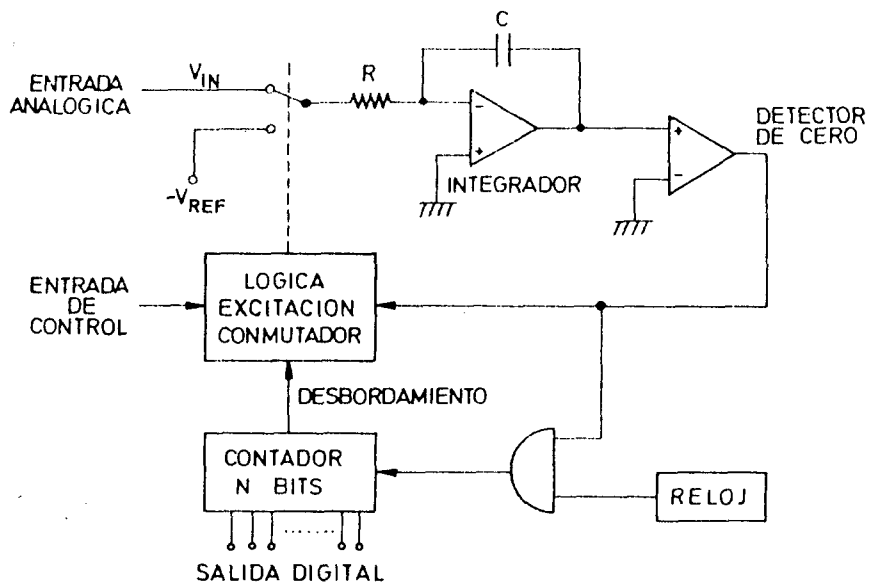 C
R
V_IN
ENTRADA
ANALOGICA
-V_REF
-
+
INTEGRADOR
+
-
DETECTOR
DE CERO
ENTRADA
DE
CONTROL
LOGICA
EXCITACION
CONMUTADOR
DESBORDAMIENTO
CONTADOR
N BITS
RELOJ
SALIDA DIGITAL